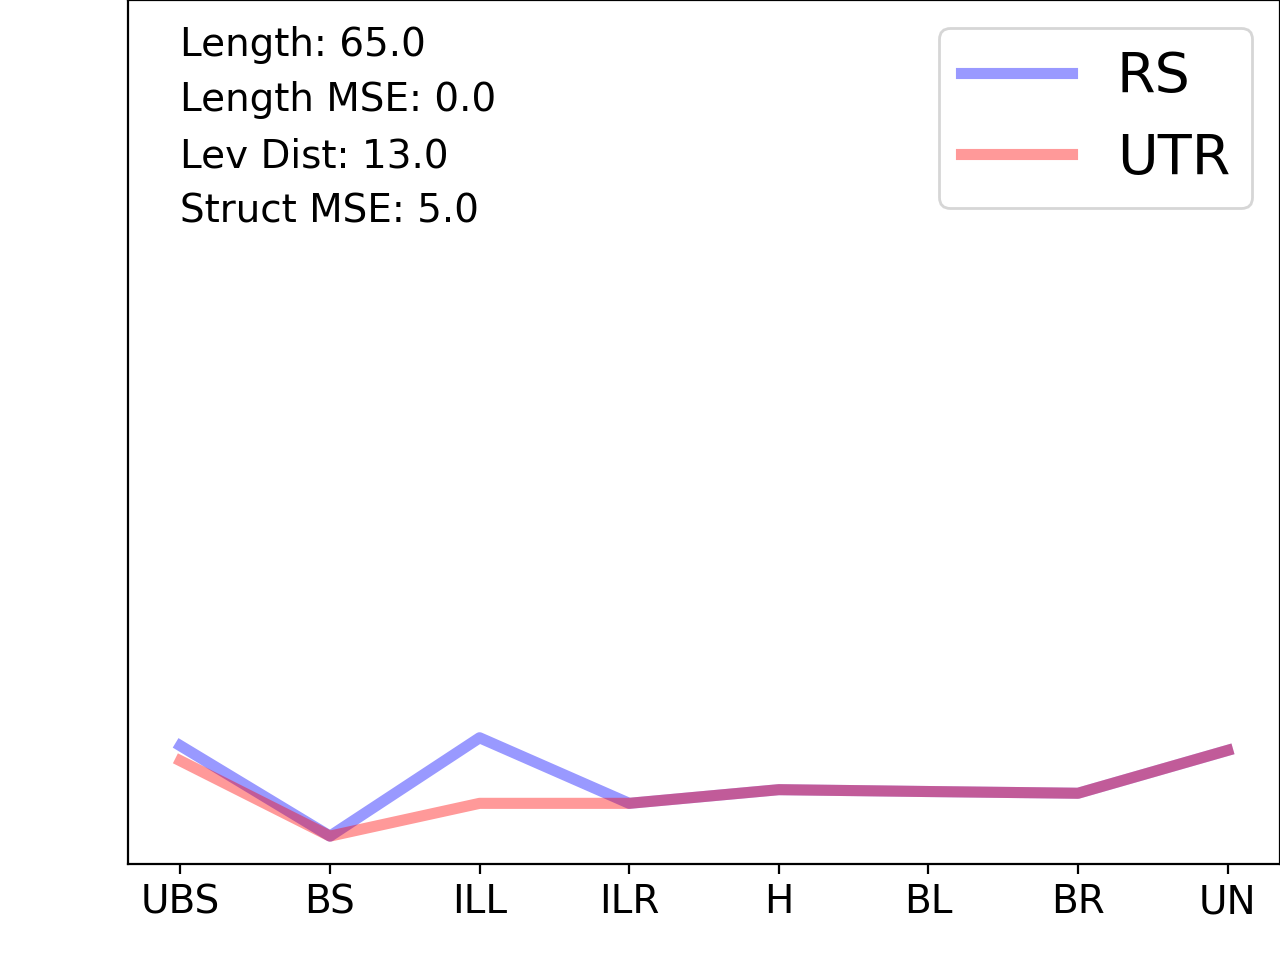 Length: 65.0
Length MSE: 0.0
Lev Dist: 13.0
Struct MSE: 5.0
RS
UTR
UBS BS ILL ILR H BL BR UN